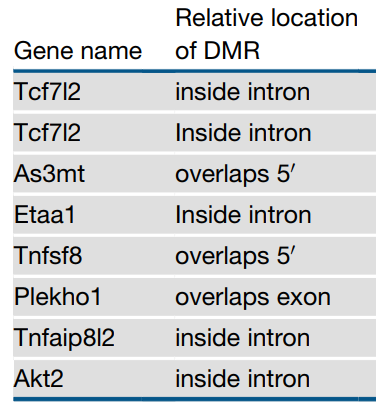 Gene name Relative location of DMR
Tcf7l2 inside intron
Tcf7l2 Inside intron
As3mt overlaps 5′
Etaa1 Inside intron
Tnfsf8 overlaps 5′
Plekho1 overlaps exon
Tnfaip8l2 inside intron
Akt2 inside intron